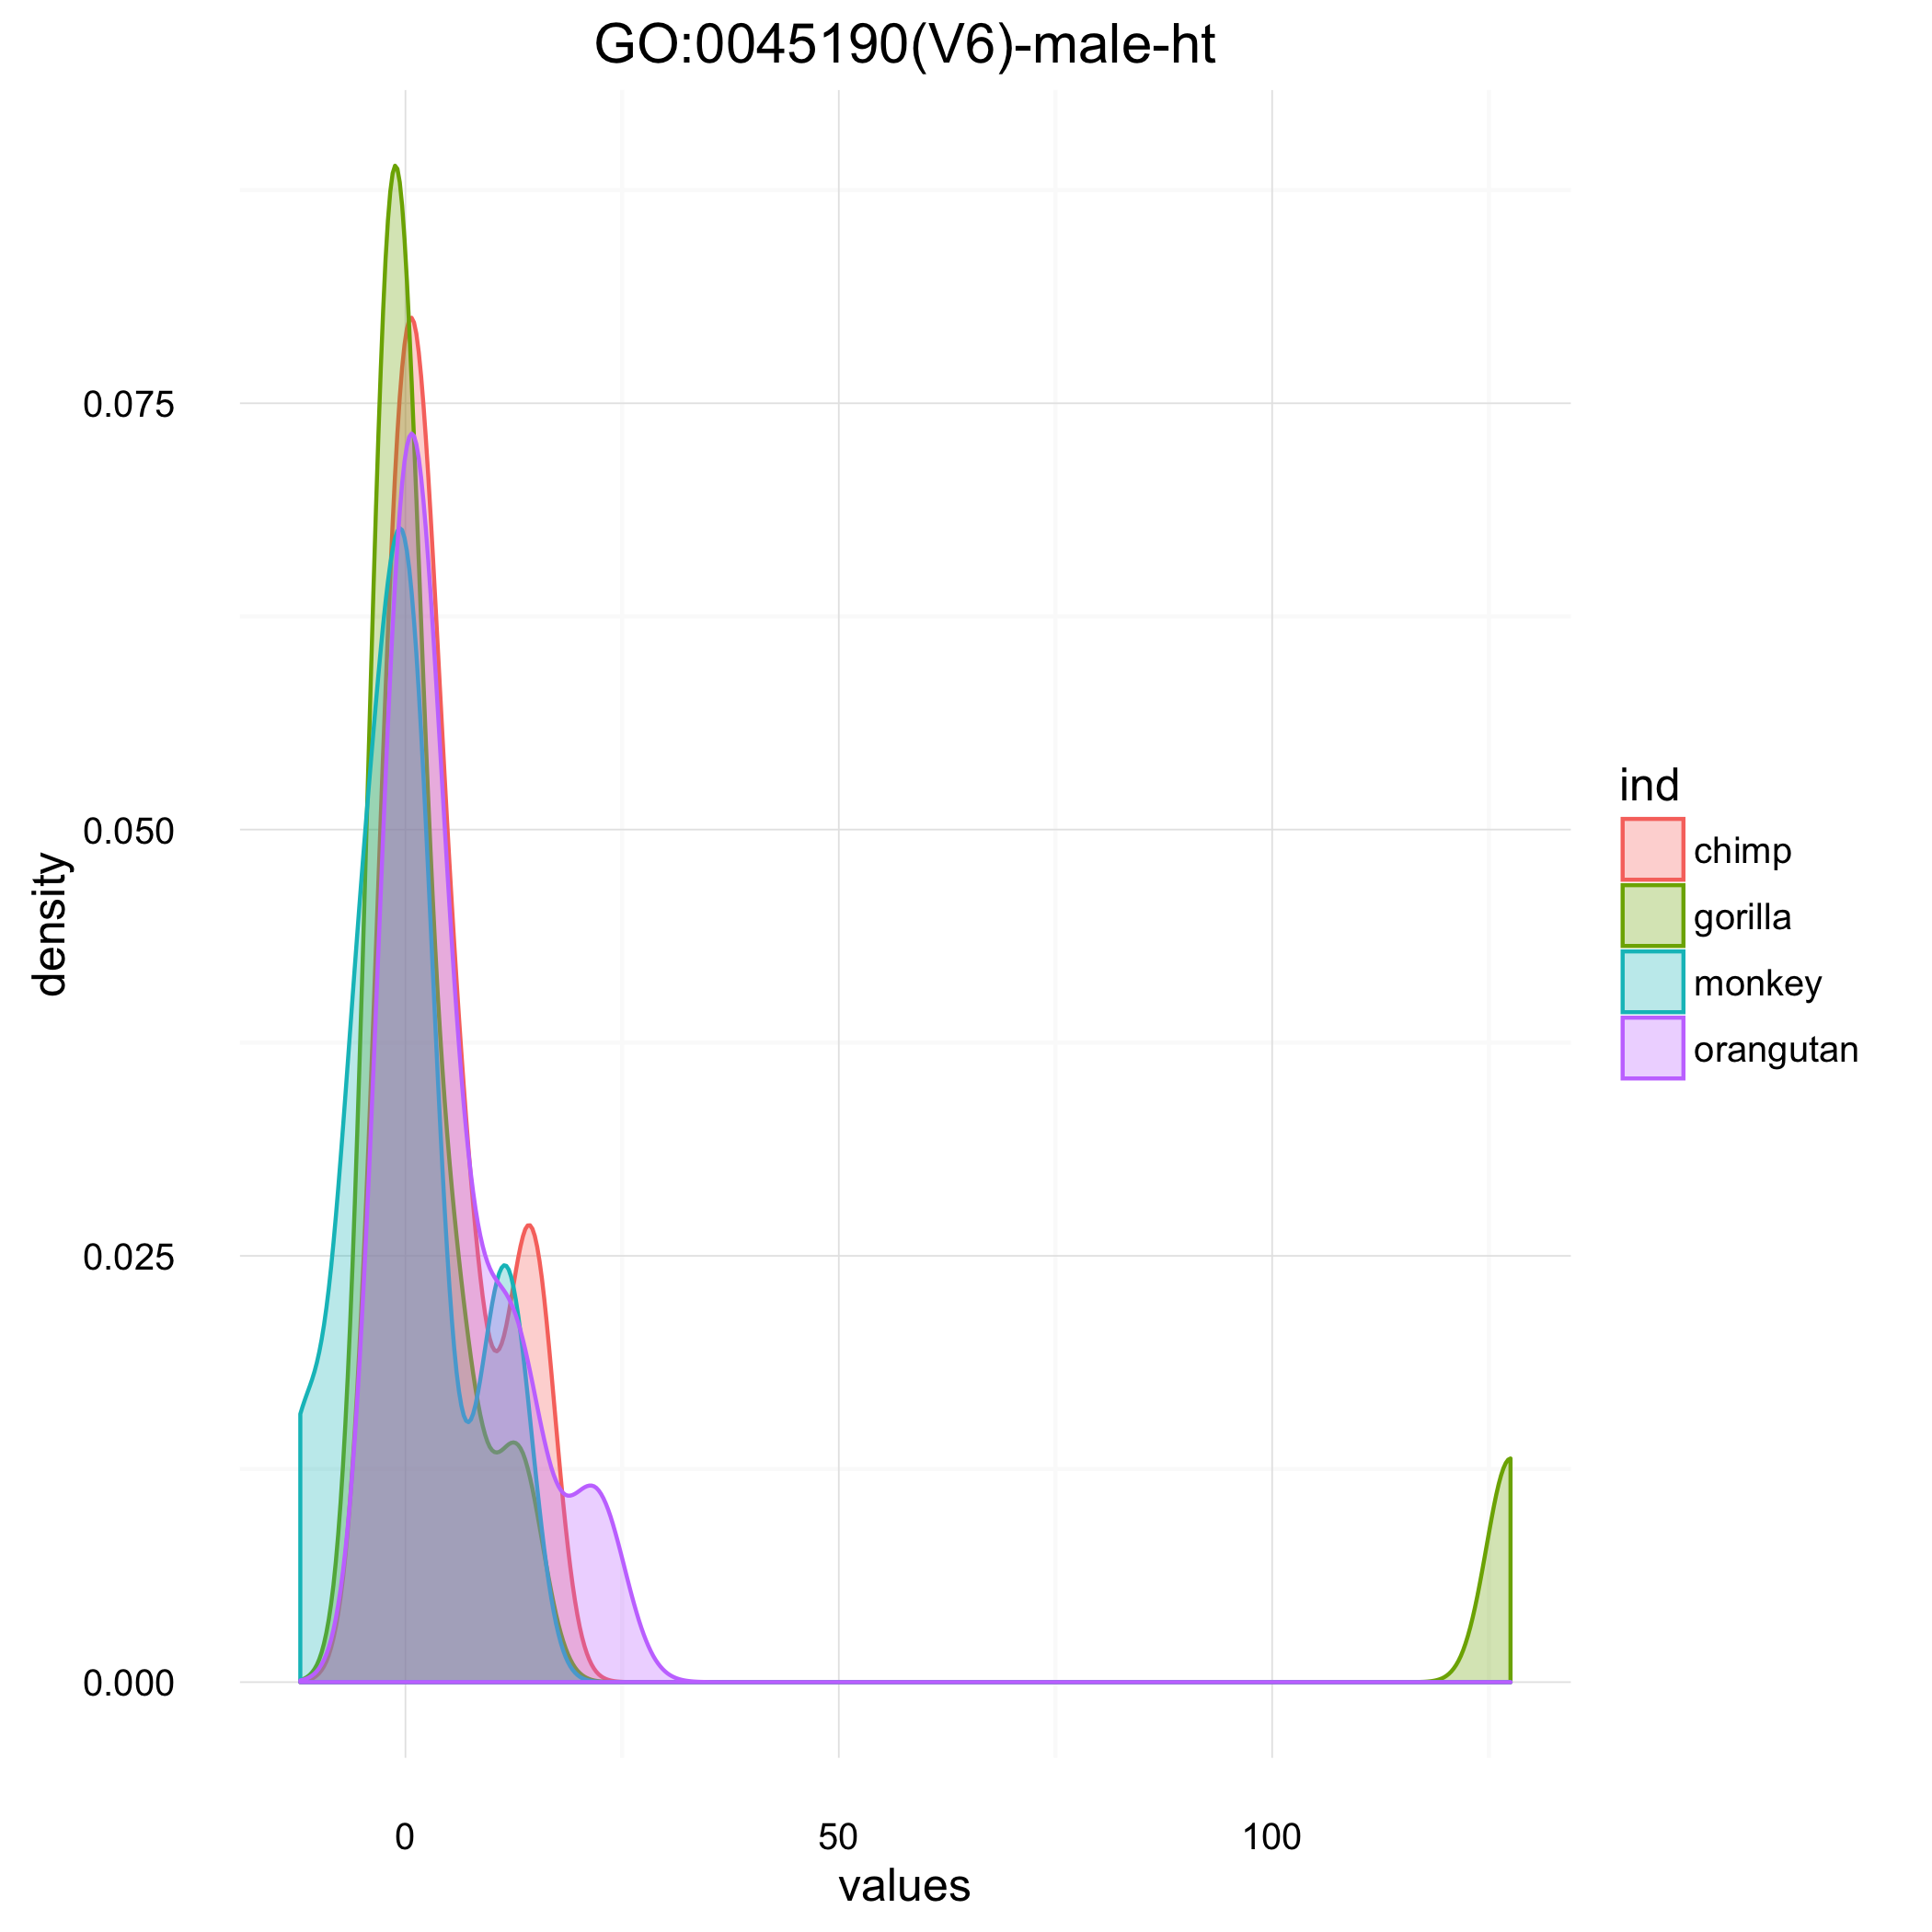 GO:0045190(V6)-male-ht
density
0.075
0.050
0.025
0.000
0
50
100
values
ind
chimp
gorilla
monkey
orangutan